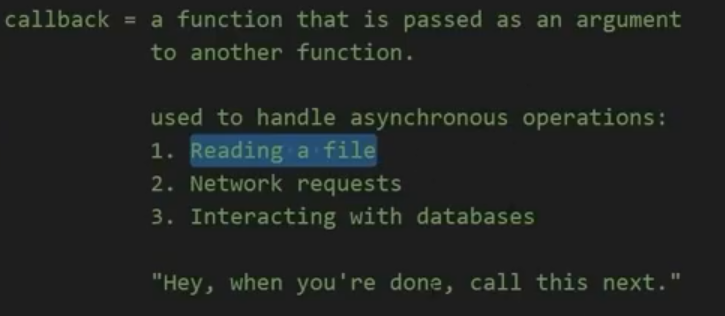 callback = a function that is passed as an argument
to another function.
used to handle asynchronous operations:
1. Reading a file
2. Network requests
3. Interacting with databases
"Hey, when you're done, call this next."